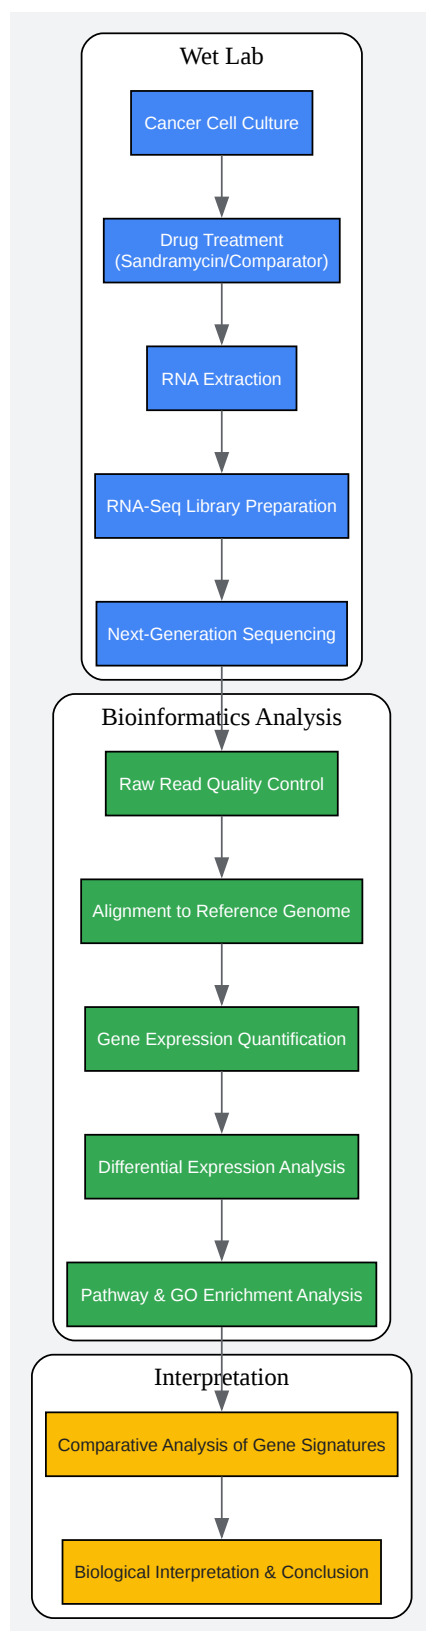 Wet Lab
Cancer Cell Culture
Drug Treatment
(Sandramycin/Comparator)
RNA Extraction
RNA-Seq Library Preparation
Next-Generation Sequencing
Bioinformatics Analysis
Raw Read Quality Control
Alignment to Reference Genome
Gene Expression Quantification
Differential Expression Analysis
Pathway & GO Enrichment Analysis
Interpretation
Comparative Analysis of Gene Signatures
Biological Interpretation & Conclusion